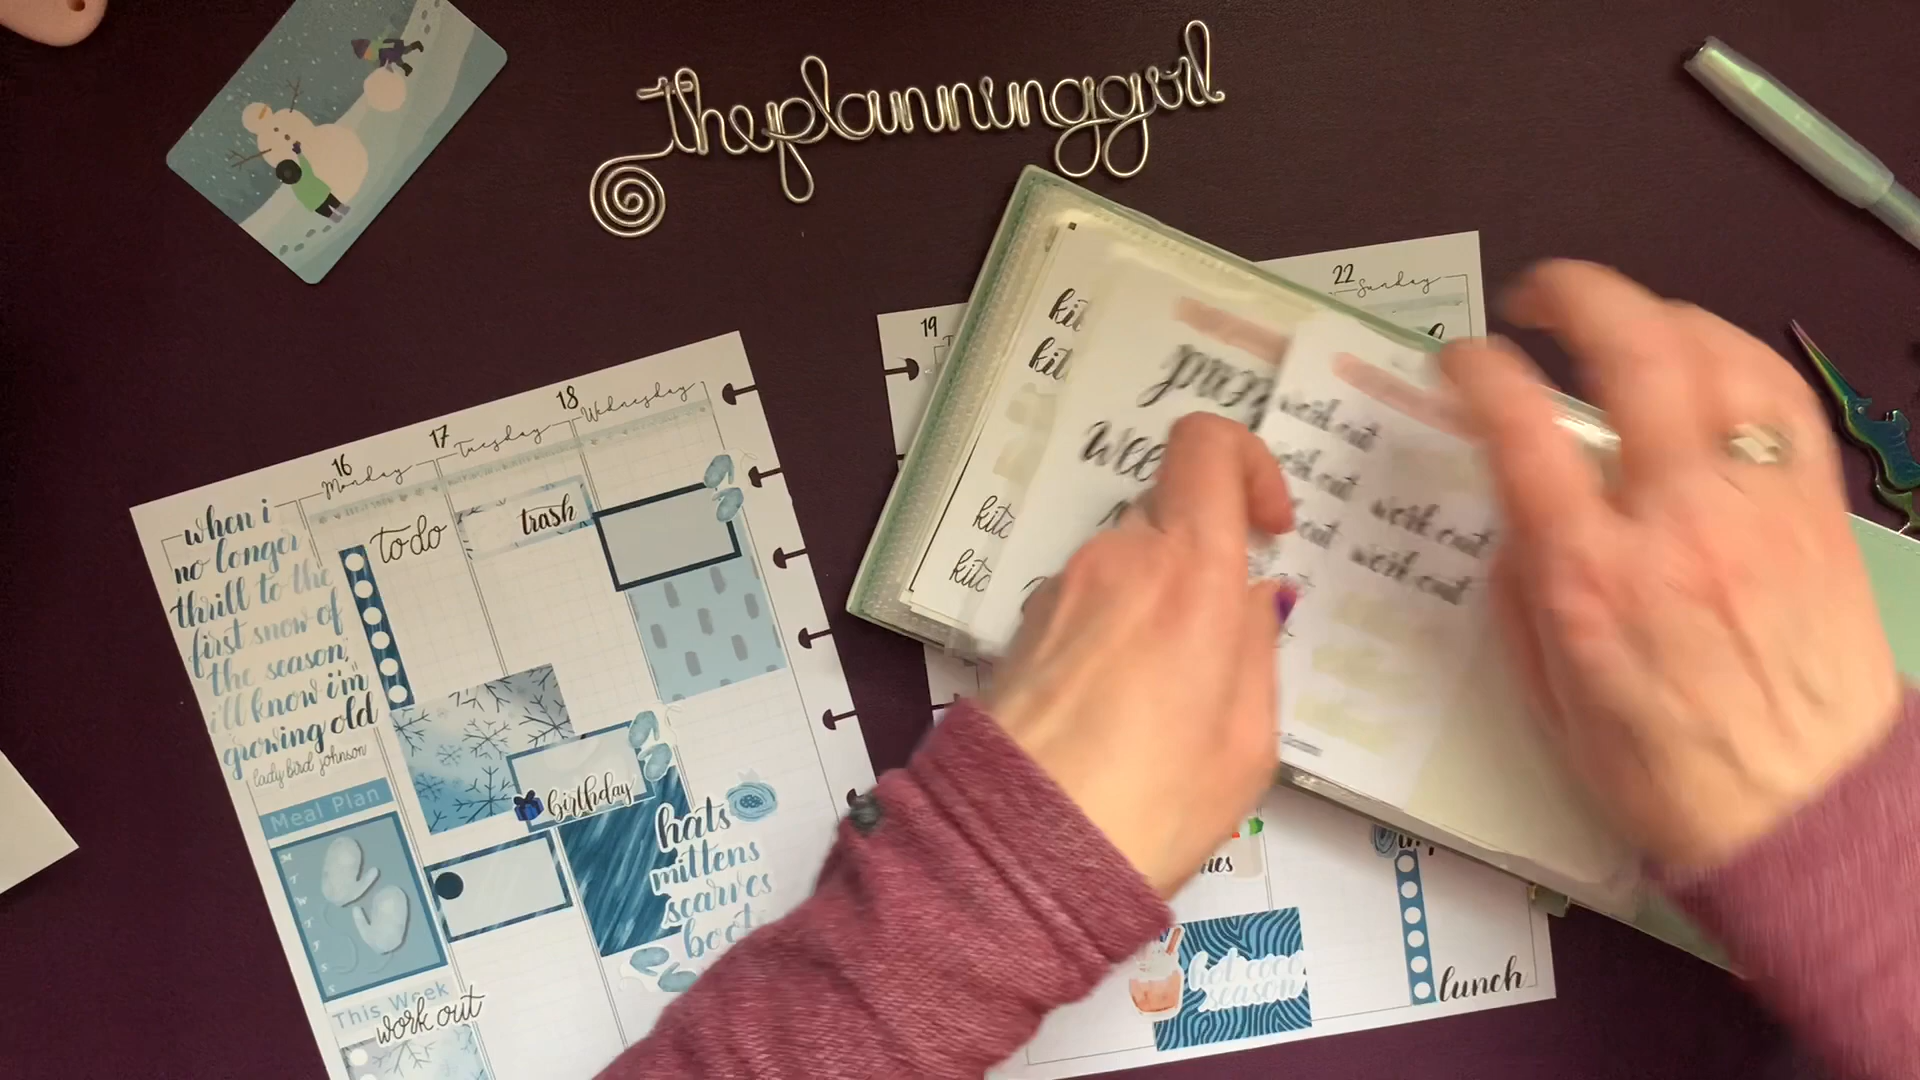 theplanninggirl
22 Sunday
19
18 Wednesday
17 Tuesday
16 Monday
when i
no longer
thrill to the
first snow of
the season,
i'll know i'm
growing old
lady bird johnson
to do
trash
birthday
hats
mittens
scarves
Meal Plan
M
T
W
T
F
S
S
This Week
work out
work out
work out
work out
work out
hot coco
season
lunch